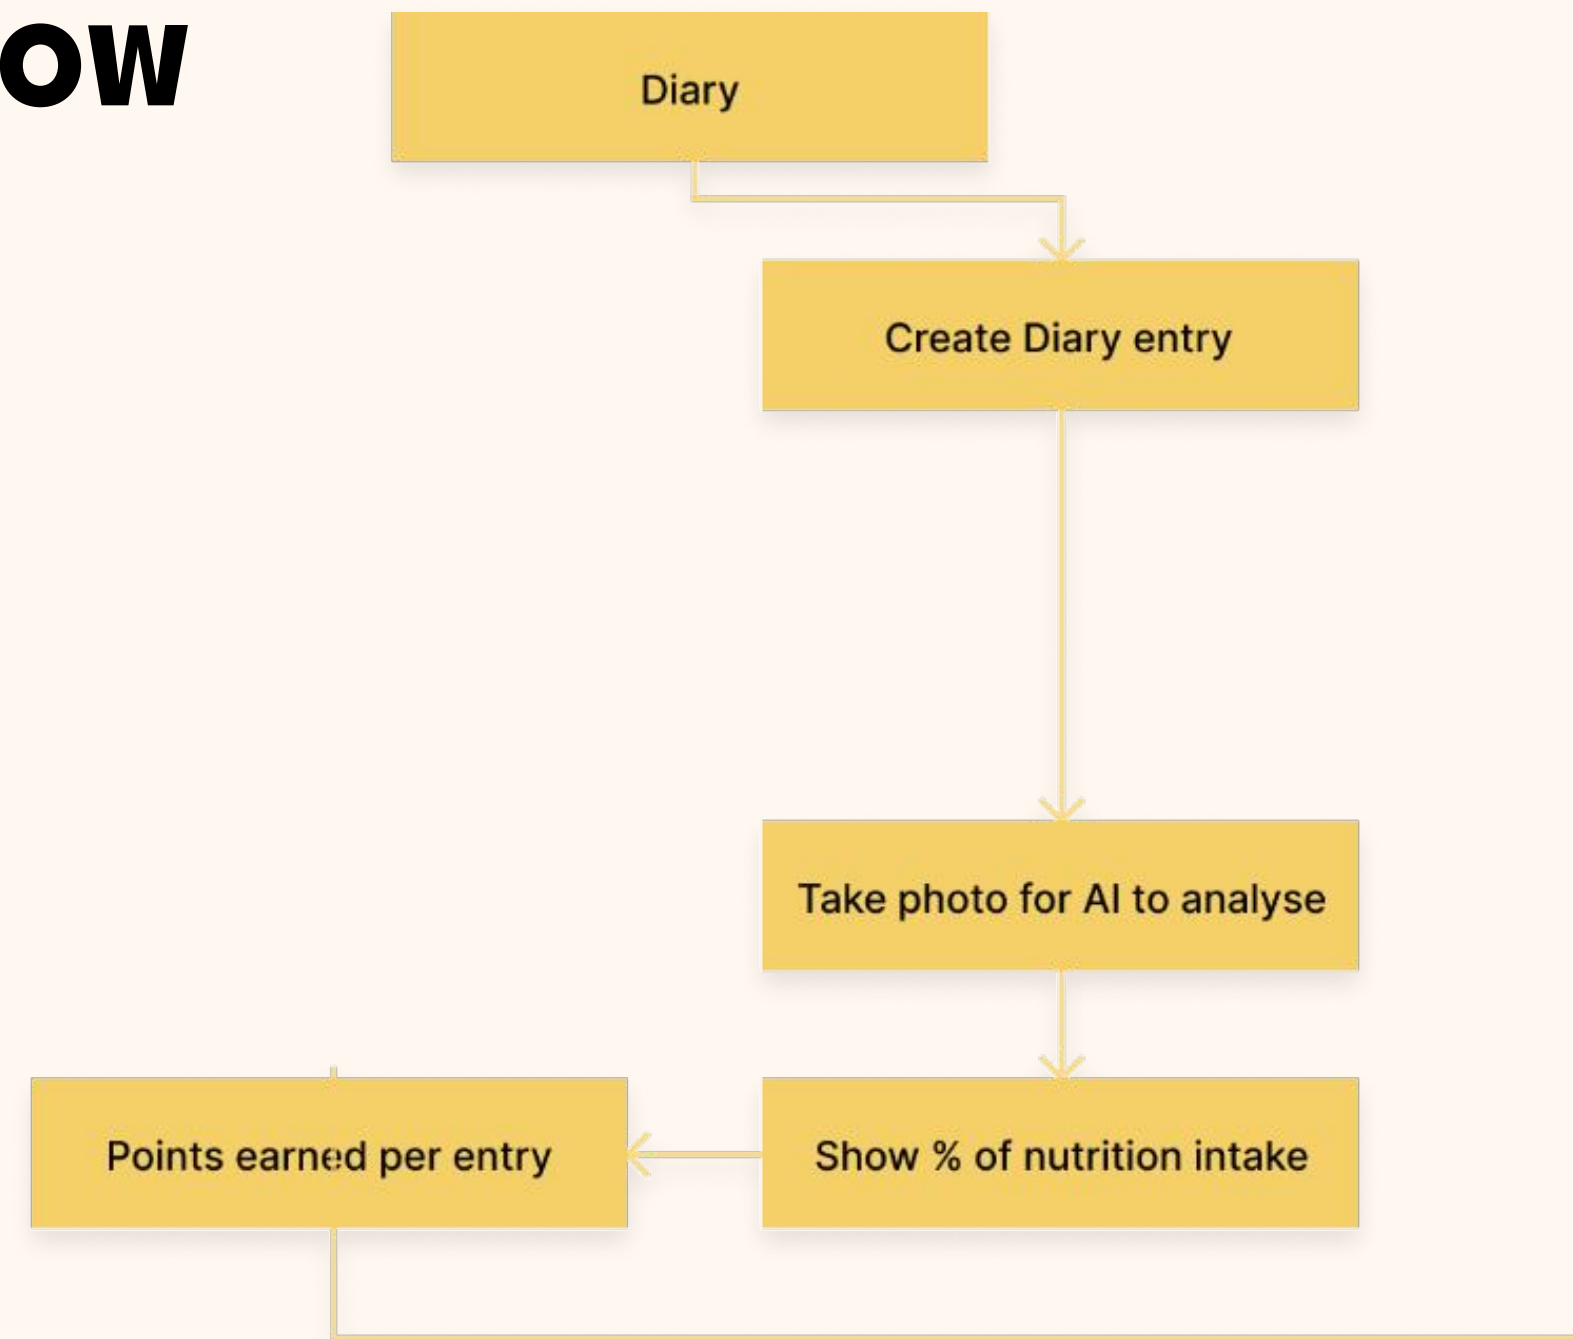 OW
Diary
Create Diary entry
Take photo for AI to analyse
Points earned per entry
Show % of nutrition intake